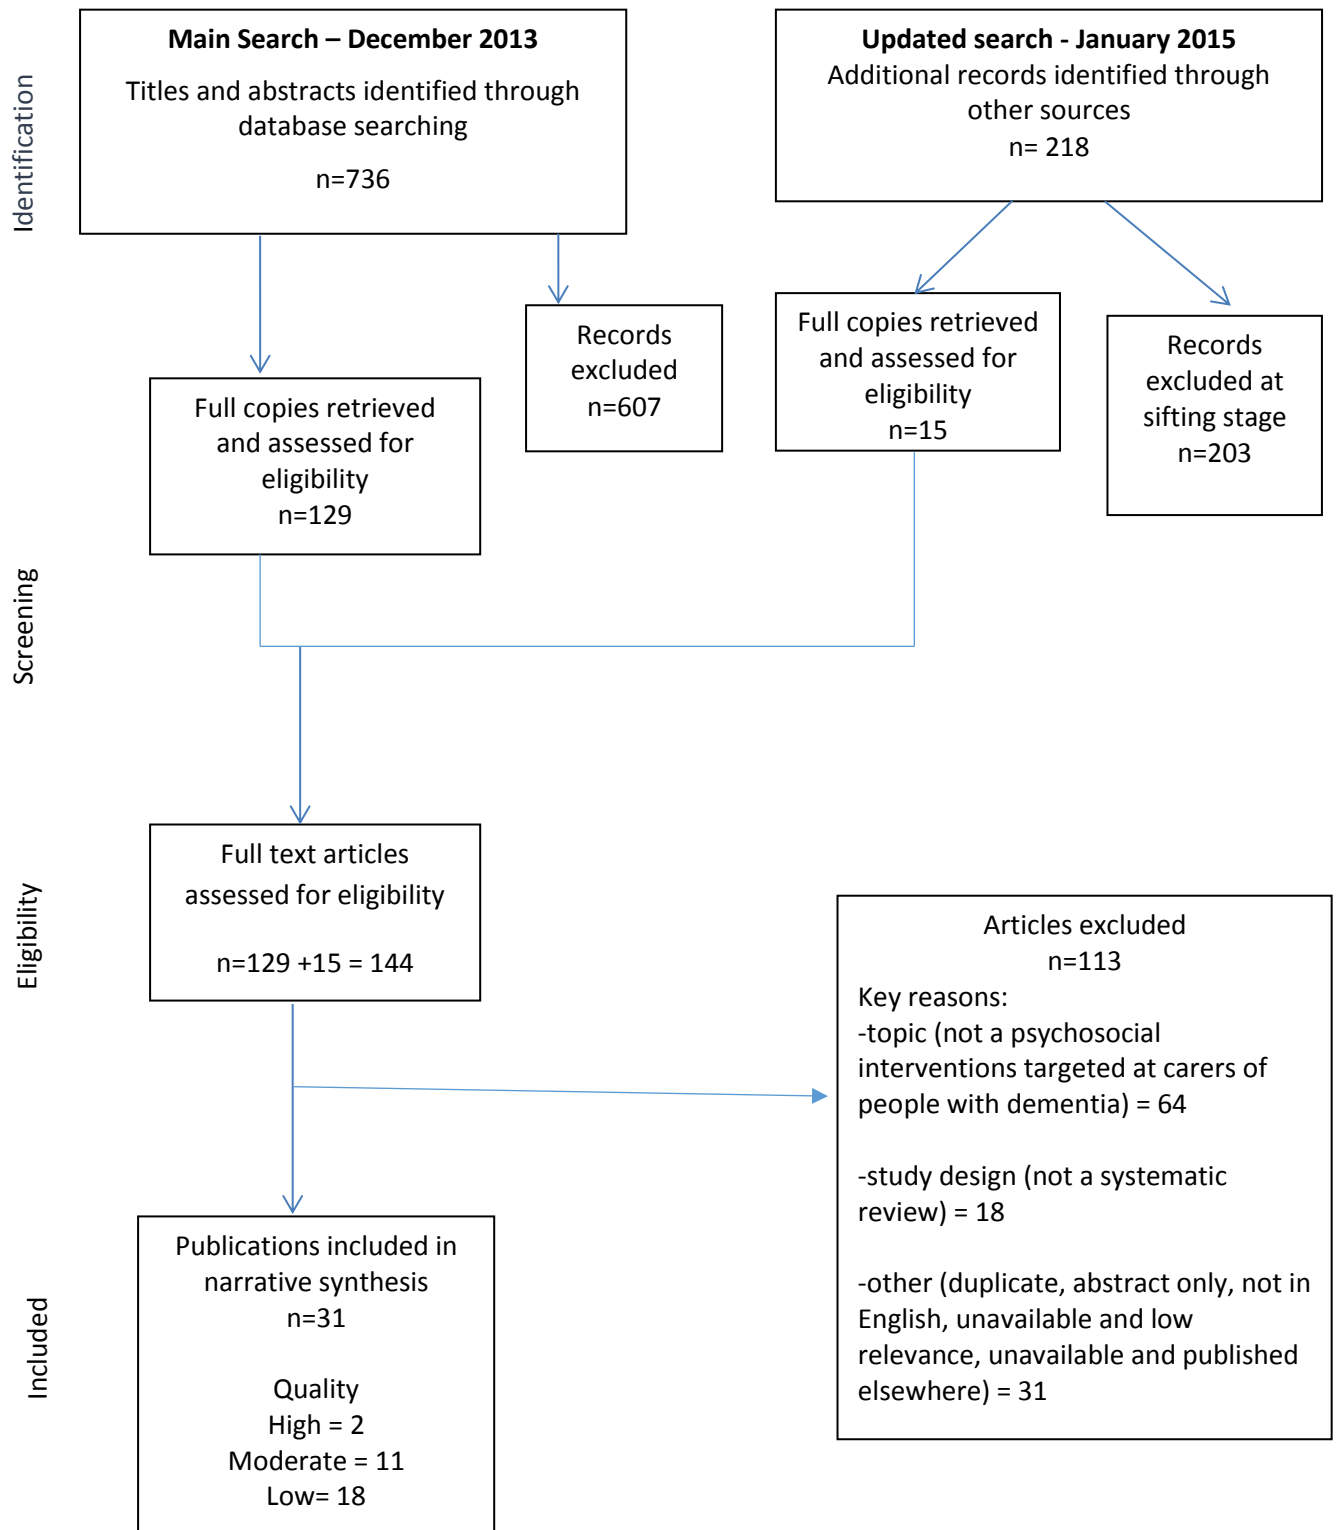 Identification
Main Search – December 2013
Titles and abstracts identified through
database searching
n=736
Updated search - January 2015
Additional records identified through
other sources
n= 218
Records
excluded
n=607
Full copies retrieved
and assessed for
eligibility
n=129
Full copies retrieved
and assessed for
eligibility
n=15
Records
excluded at
sifting stage
n=203
Screening
Eligibility
Full text articles
assessed for eligibility
n=129 +15 = 144
Articles excluded
n=113
Key reasons:
-topic (not a psychosocial
interventions targeted at carers of
people with dementia) = 64
-study design (not a systematic
review) = 18
-other (duplicate, abstract only, not in
English, unavailable and low
relevance, unavailable and published
elsewhere) = 31
Included
Publications included in
narrative synthesis
n=31
Quality
High = 2
Moderate = 11
Low= 18